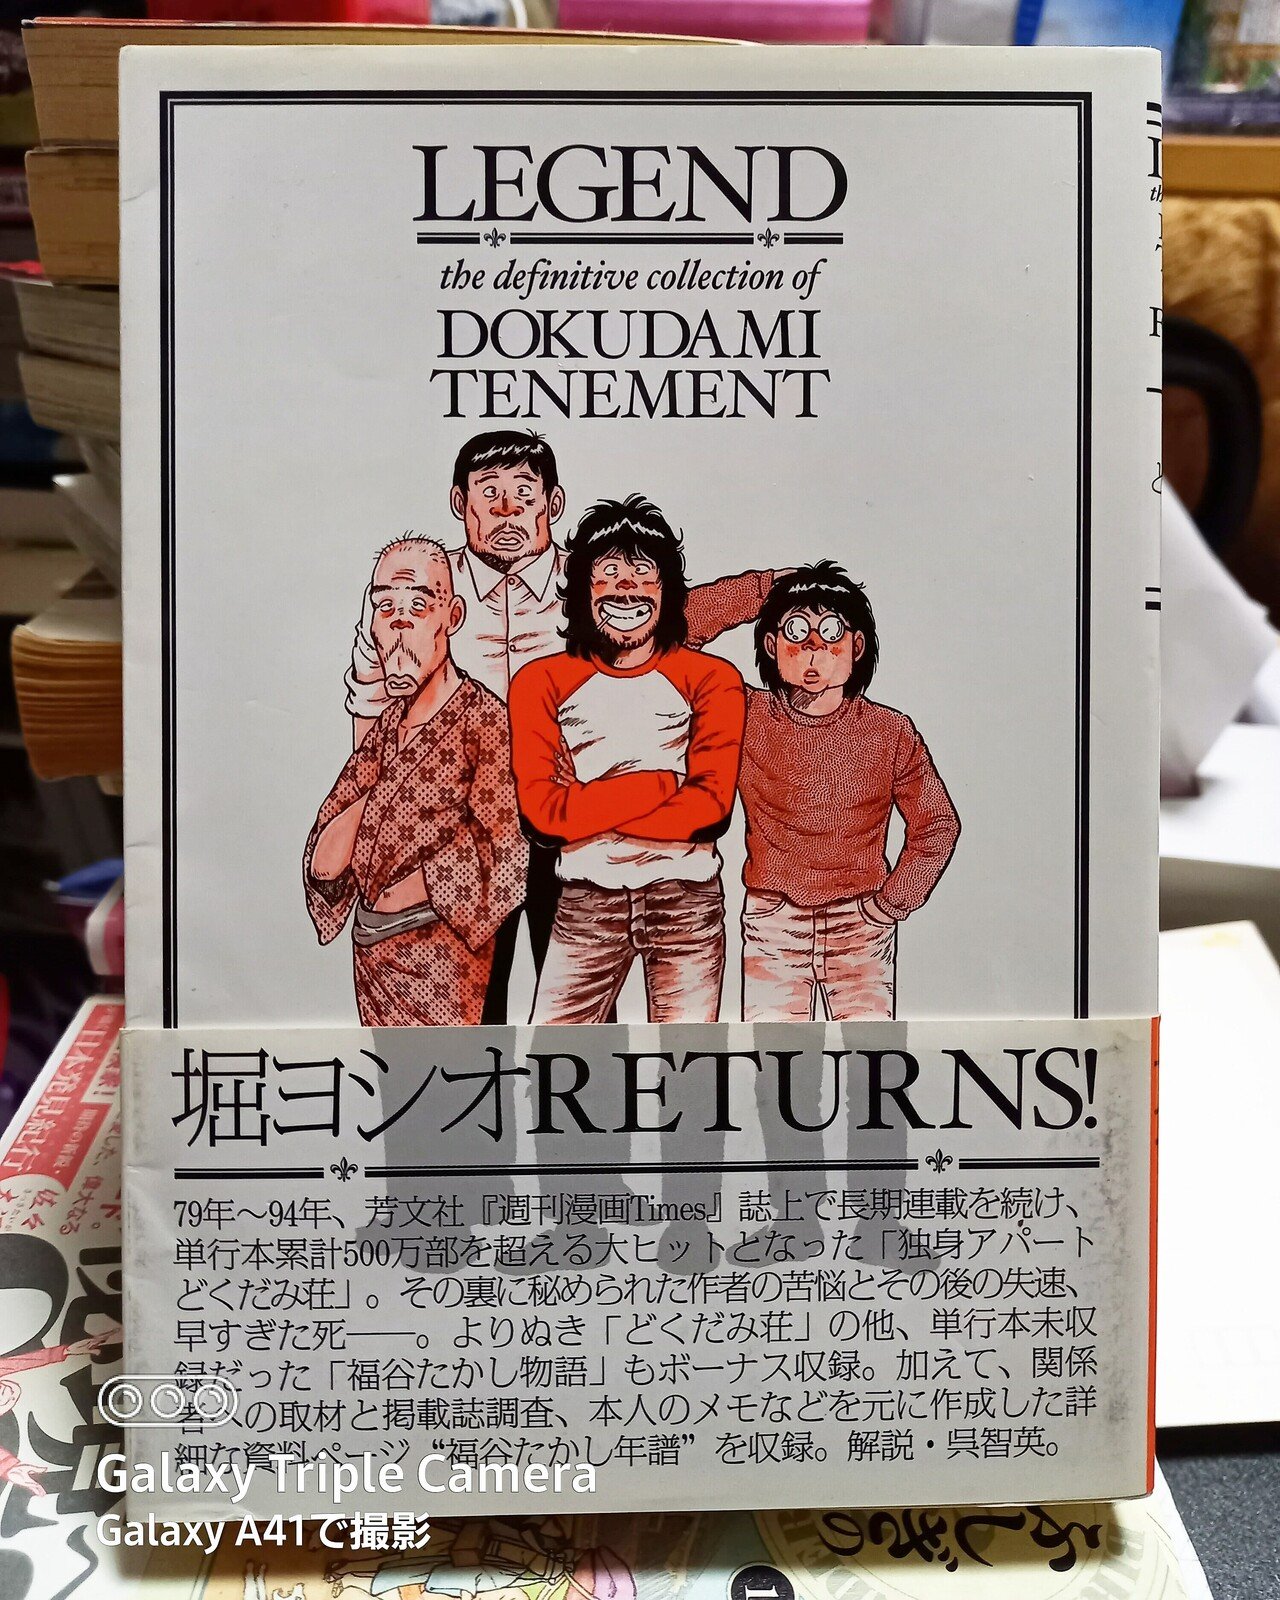 LEGEND
the definitive collection of
DOKUDAMI
TENEMENT
堀ヨシオRETURNS!
79年〜94年、芳文社『週刊漫画Times』誌上で長期連載を続け、
単行本累計500万部を超える大ヒットとなった「独身アパート
どくだみ荘」。その裏に秘められた作者の苦悩とその後の失速、
早すぎた死――。よりぬき「どくだみ荘」の他、単行本未収
録だった「福谷たかし物語」もボーナス収録。加えて、関係
者への取材と掲載誌調査、本人のメモなどを元に作成した詳
細な資料ページ“福谷たかし年譜”を収録。解説・呉智英。
Galaxy Triple Camera
Galaxy A41で撮影
ふしぎの